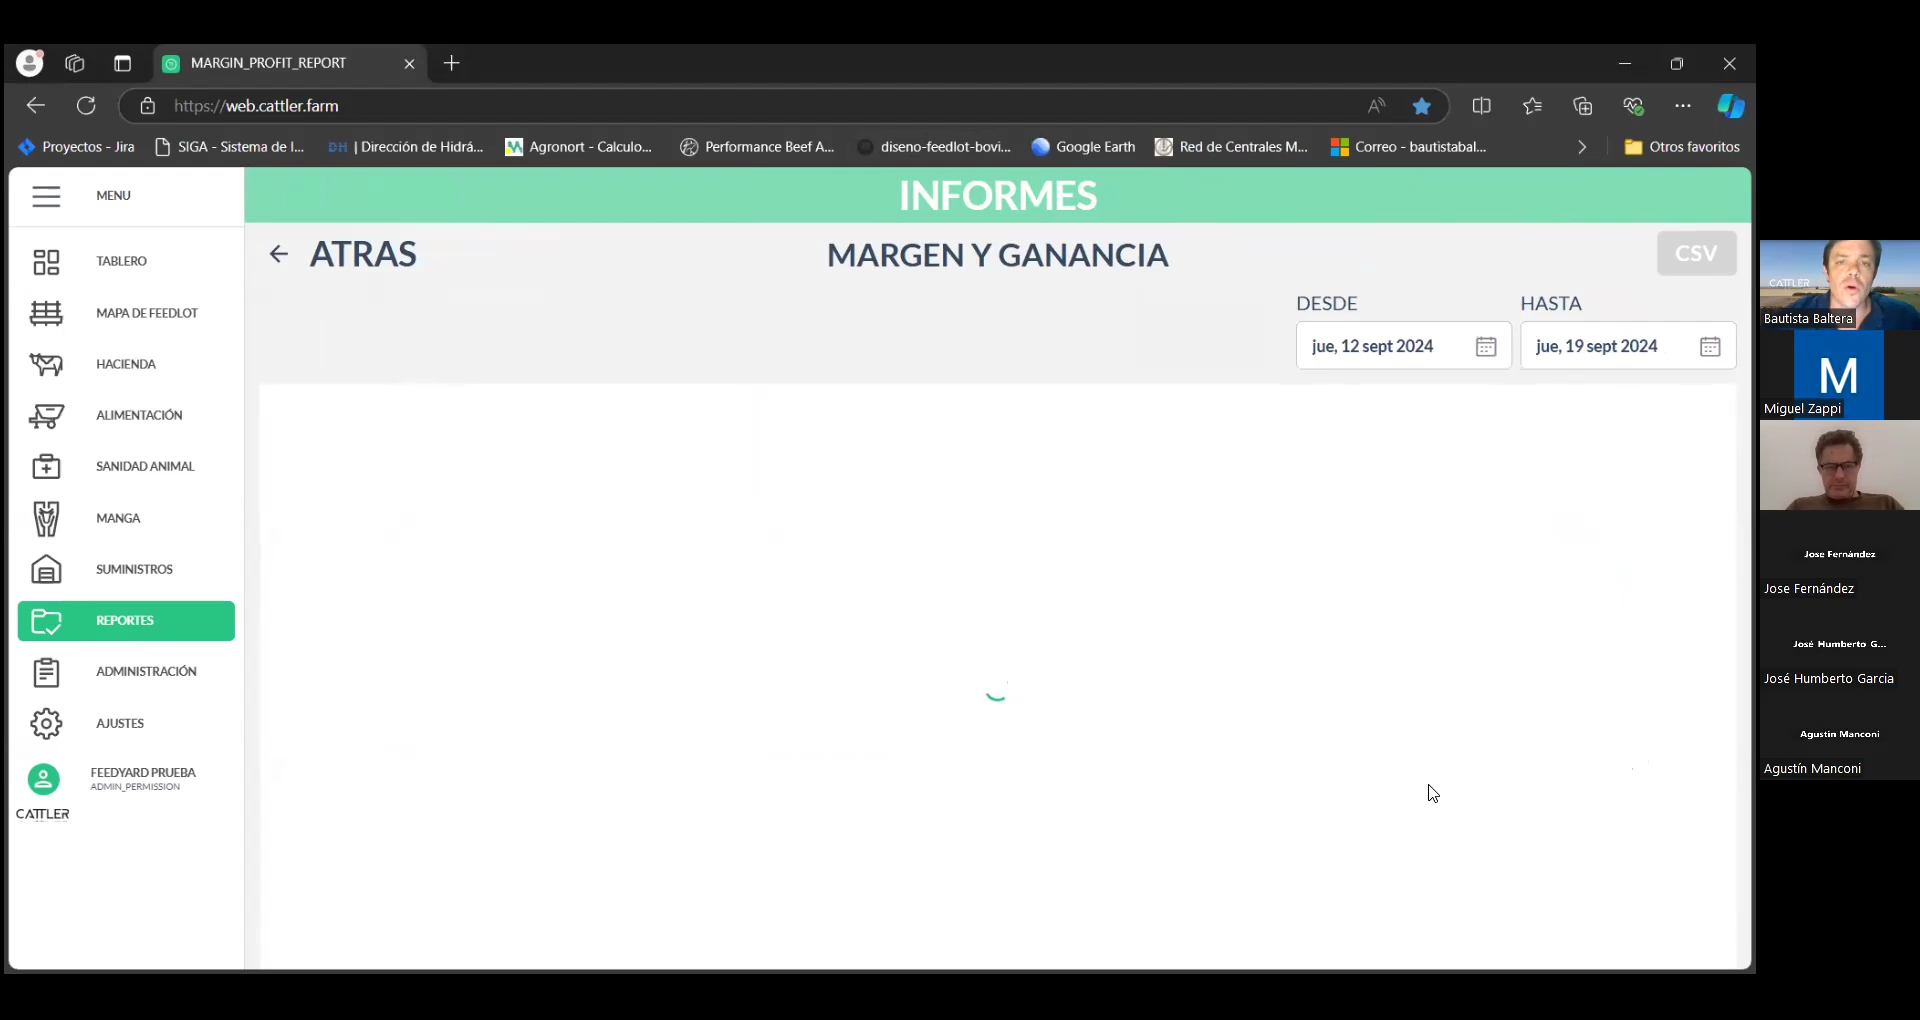 MARGIN_PROFIT_REPORT
https://web.cattler.farm
Proyectos - Jira
SIGA - Sistema de I...
DH | Dirección de Hidrá...
Agronort - Calculo...
Performance Beef A...
diseno-feedlot-bovi...
Google Earth
Red de Centrales M...
Correo - bautistabal...
Otros favoritos
MENU
INFORMES
ATRAS
MARGEN Y GANANCIA
CSV
DESDE
HASTA
jue, 12 sept 2024
jue, 19 sept 2024
TABLERO
MAPA DE FEEDLOT
HACIENDA
ALIMENTACIÓN
SANIDAD ANIMAL
MANGA
SUMINISTROS
REPORTES
ADMINISTRACIÓN
AJUSTES
FEEDYARD PRUEBA
ADMIN_PERMISSION
CATTLER
CATTLER
Bautista Baltera
M
Miguel Zappi
Jose Fernández
Jose Fernández
José Humberto G...
José Humberto Garcia
Agustín Manconi
Agustín Manconi